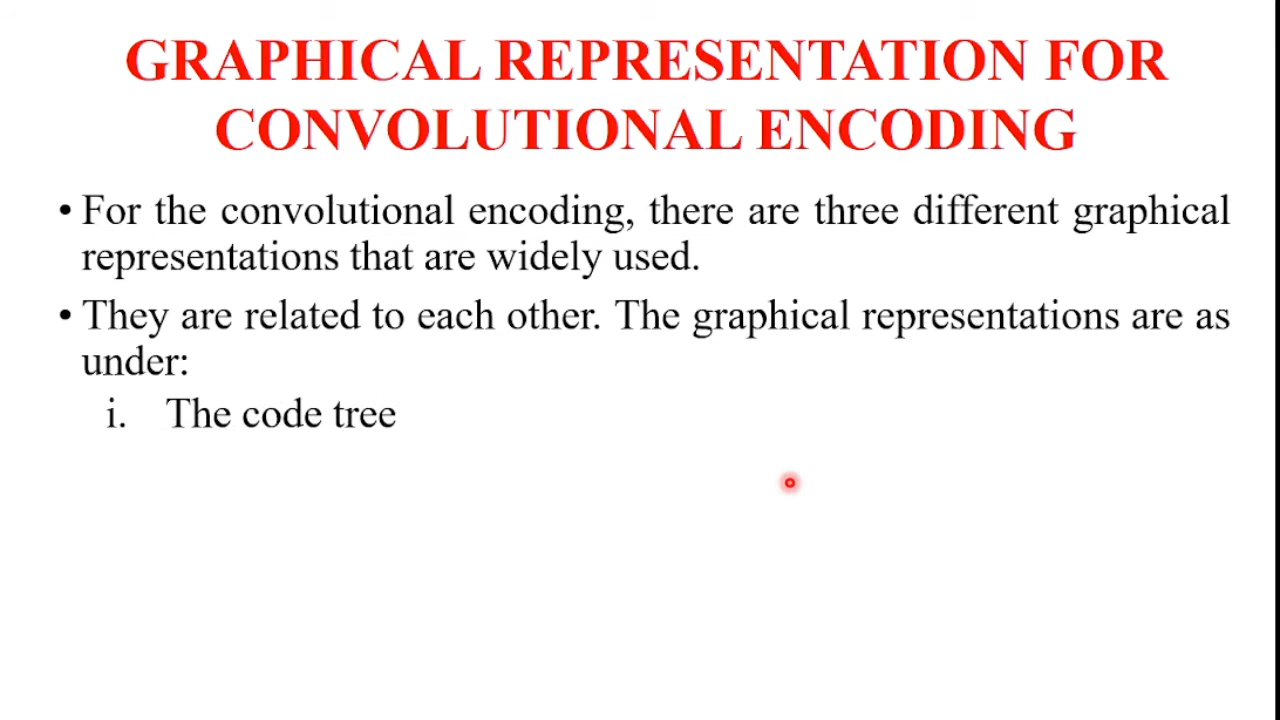 GRAPHICAL REPRESENTATION FOR
CONVOLUTIONAL ENCODING
• For the convolutional encoding, there are three different graphical
representations that are widely used.
• They are related to each other. The graphical representations are as
under:
i. The code tree